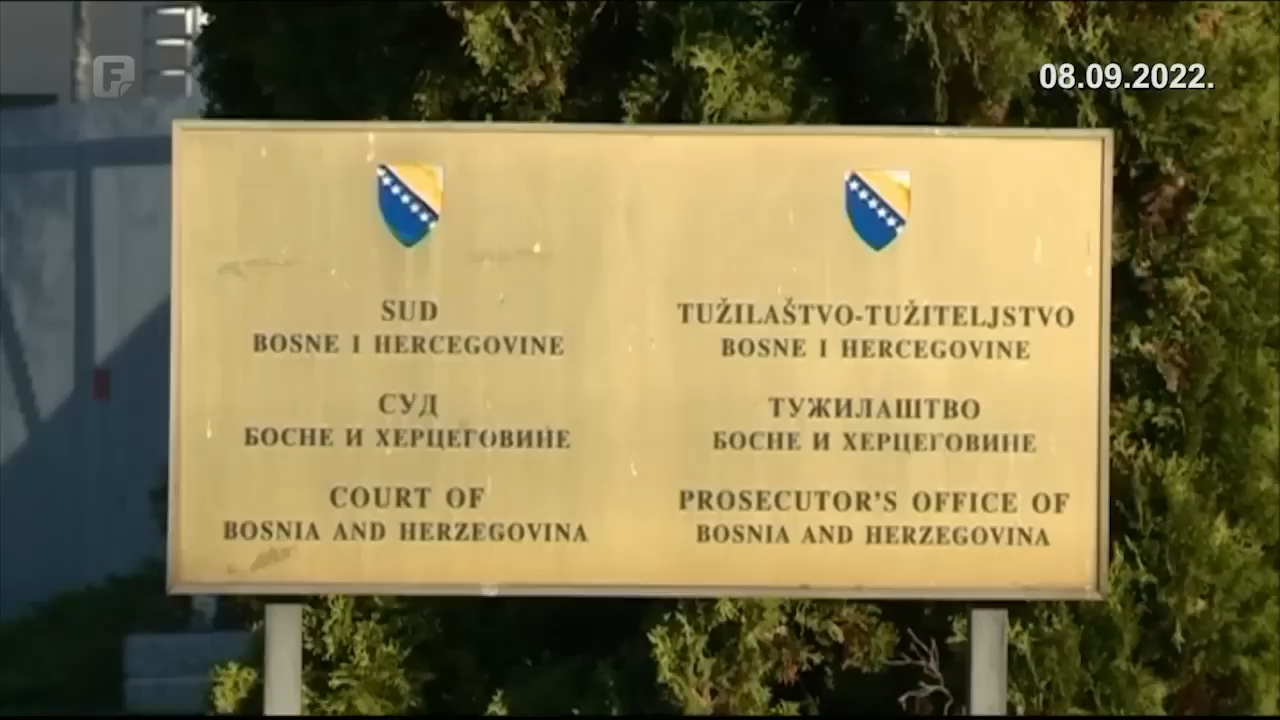 F
08.09.2022.
SUD
BOSNE I HERCEGOVINE
СУД
БОСНЕ И ХЕРЦЕГОВИНЕ
COURT OF
BOSNIA AND HERZEGOVINA
TUŽILAŠTVO-TUŽITELJSTVO
BOSNE I HERCEGOVINE
ТУЖИЛАШТВО
БОСНЕ И ХЕРЦЕГОВИНЕ
PROSECUTOR'S OFFICE OF
BOSNIA AND HERZEGOVINA